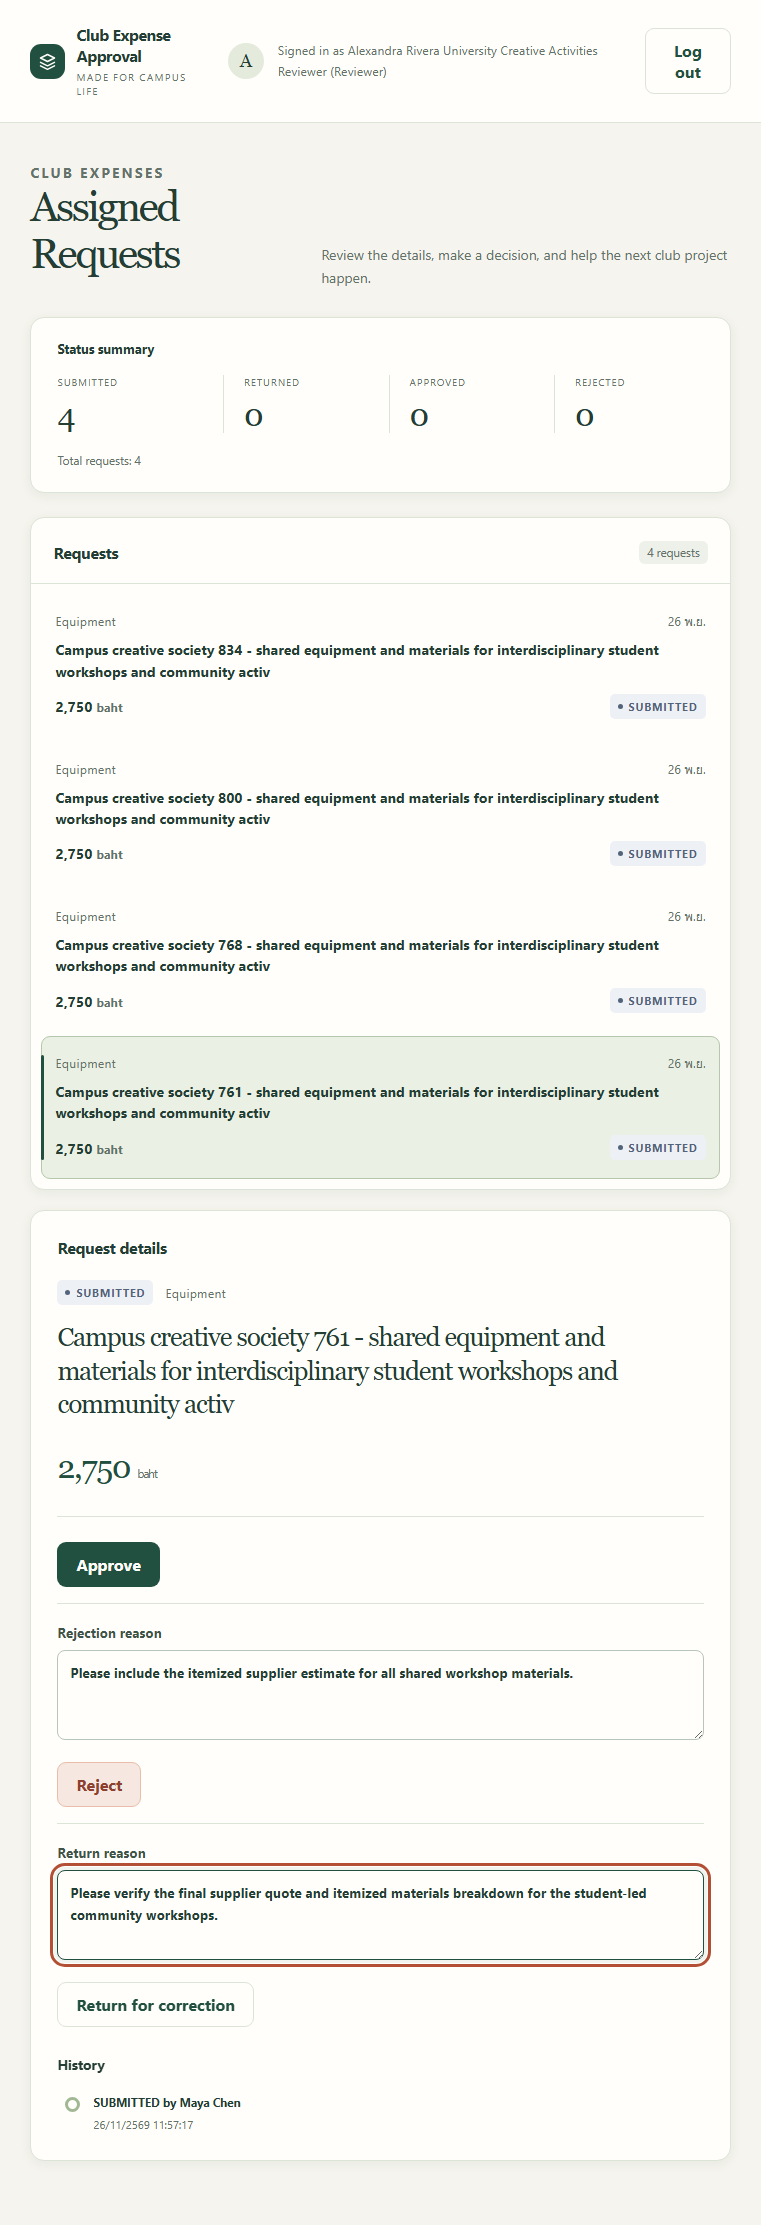 Club Expense
Approval
MADE FOR CAMPUS
LIFE
A
Signed in as Alexandra Rivera University Creative Activities
Reviewer (Reviewer)
Log
out
CLUB EXPENSES
Assigned
Requests
Review the details, make a decision, and help the next club project
happen.
Status summary
SUBMITTED
4
RETURNED
0
APPROVED
0
REJECTED
0
Total requests: 4
Requests
4 requests
Equipment
26 พ.ย.
Campus creative society 834 - shared equipment and materials for interdisciplinary student
workshops and community activ
2,750 baht
SUBMITTED
Equipment
26 พ.ย.
Campus creative society 800 - shared equipment and materials for interdisciplinary student
workshops and community activ
2,750 baht
SUBMITTED
Equipment
26 พ.ย.
Campus creative society 768 - shared equipment and materials for interdisciplinary student
workshops and community activ
2,750 baht
SUBMITTED
Equipment
26 พ.ย.
Campus creative society 761 - shared equipment and materials for interdisciplinary student
workshops and community activ
2,750 baht
SUBMITTED
Request details
SUBMITTED
Equipment
Campus creative society 761 - shared equipment and
materials for interdisciplinary student workshops and
community activ
2,750 baht
Approve
Rejection reason
Please include the itemized supplier estimate for all shared workshop materials.
Reject
Return reason
Please verify the final supplier quote and itemized materials breakdown for the student-led
community workshops.
Return for correction
History
SUBMITTED by Maya Chen
26/11/2569 11:57:17